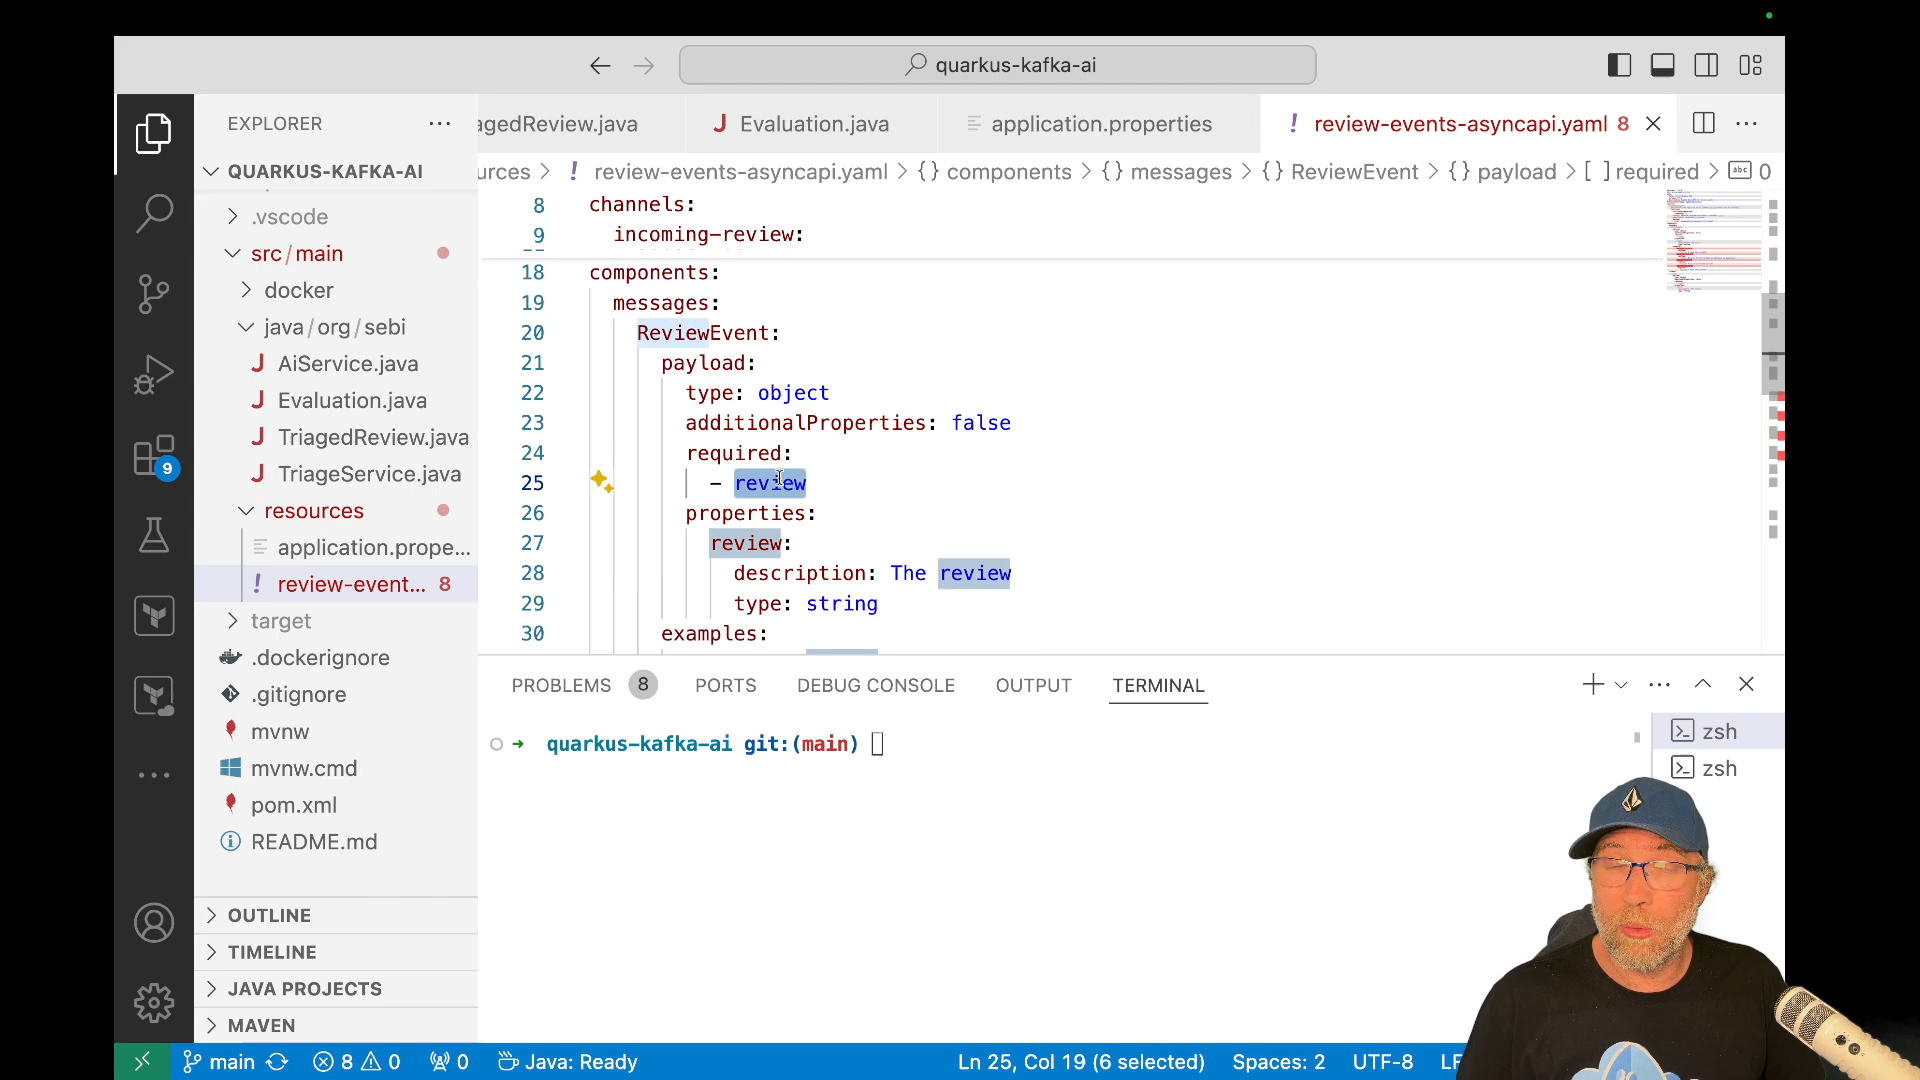 quarkus-kafka-ai
EXPLORER
agedReview.java
Evaluation.java
application.properties
review-events-asyncapi.yaml 8
QUARKUS-KAFKA-AI
urces > review-events-asyncapi.yaml > {} components > {} messages > {} ReviewEvent > {} payload > [ ] required > abc 0
.vscode
src/main
docker
java/org/sebi
AiService.java
Evaluation.java
TriagedReview.java
TriageService.java
resources
application.prope...
review-event... 8
target
.dockerignore
.gitignore
mvnw
mvnw.cmd
pom.xml
README.md
OUTLINE
TIMELINE
JAVA PROJECTS
MAVEN
9
8 channels:
9 incoming-review:
18 components:
19 messages:
20 ReviewEvent:
21 payload:
22 type: object
23 additionalProperties: false
24 required:
25 - review
26 properties:
27 review:
28 description: The review
29 type: string
30 examples:
PROBLEMS 8 PORTS DEBUG CONSOLE OUTPUT TERMINAL
quarkus-kafka-ai git:(main)
zsh
zsh
main 8 0 0 Java: Ready Ln 25, Col 19 (6 selected) Spaces: 2 UTF-8 LF